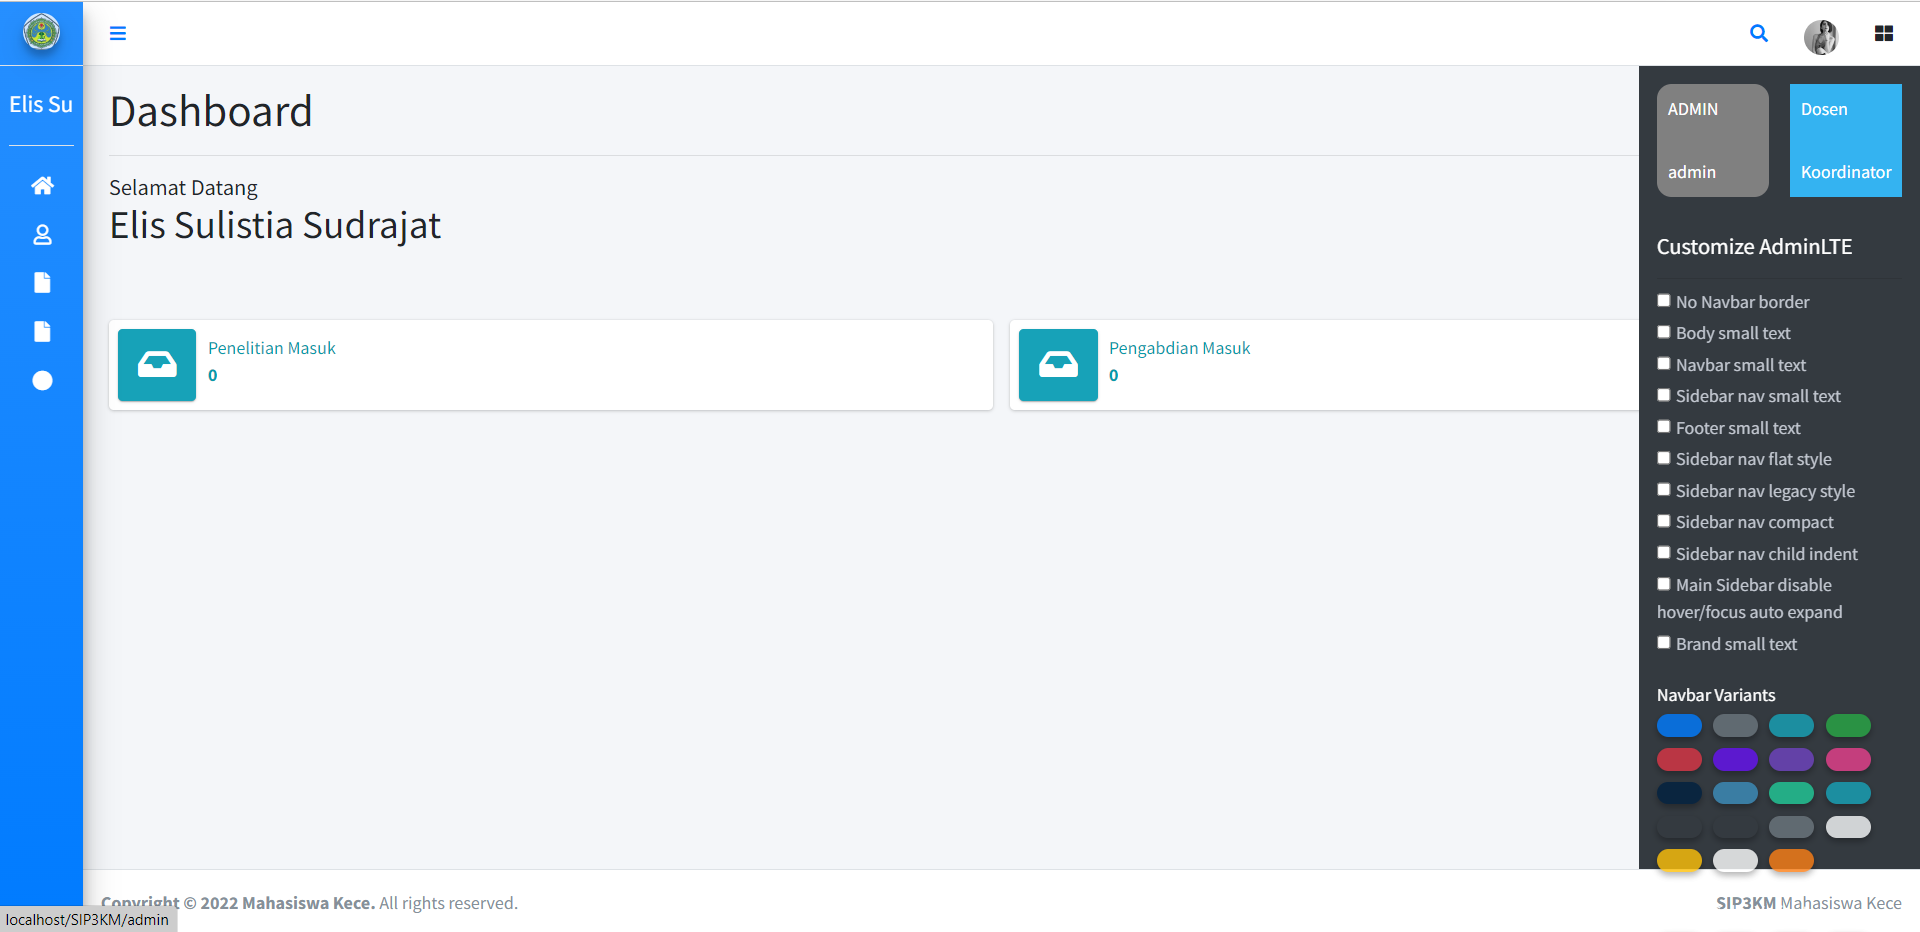 Elis Su
Dashboard
Selamat Datang
Elis Sulistia Sudrajat
Penelitian Masuk
0
Pengabdian Masuk
0
ADMIN
admin
Dosen
Koordinator
Customize AdminLTE
No Navbar border
Body small text
Navbar small text
Sidebar nav small text
Footer small text
Sidebar nav flat style
Sidebar nav legacy style
Sidebar nav compact
Sidebar nav child indent
Main Sidebar disable
hover/focus auto expand
Brand small text
Navbar Variants
Copyright © 2022 Mahasiswa Kece. All rights reserved.
SIP3KM Mahasiswa Kece
localhost/SIP3KM/admin